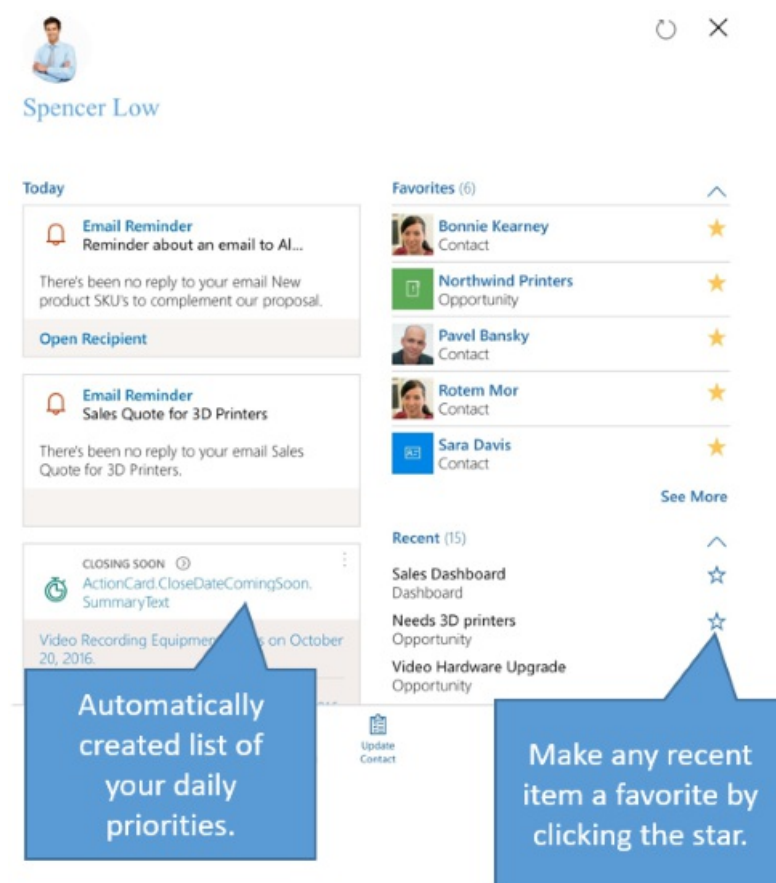 Spencer Low
Today
Email Reminder
Reminder about an email to Al...
There's been no reply to your email New
product SKU's to complement our proposal.
Open Recipient
Email Reminder
Sales Quote for 3D Printers
There's been no reply to your email Sales
Quote for 3D Printers.
CLOSING SOON
ActionCard.CloseDateComingSoon.
SummaryText
Video Recording Equipment on October
20, 2016.
Automatically
created list of
your daily
priorities.
Favorites (6)
Bonnie Kearney
Contact
Northwind Printers
Opportunity
Pavel Bansky
Contact
Rotem Mor
Contact
Sara Davis
Contact
See More
Recent (15)
Sales Dashboard
Dashboard
Needs 3D printers
Opportunity
Video Hardware Upgrade
Opportunity
Update
Contact
Make any recent
item a favorite by
clicking the star.